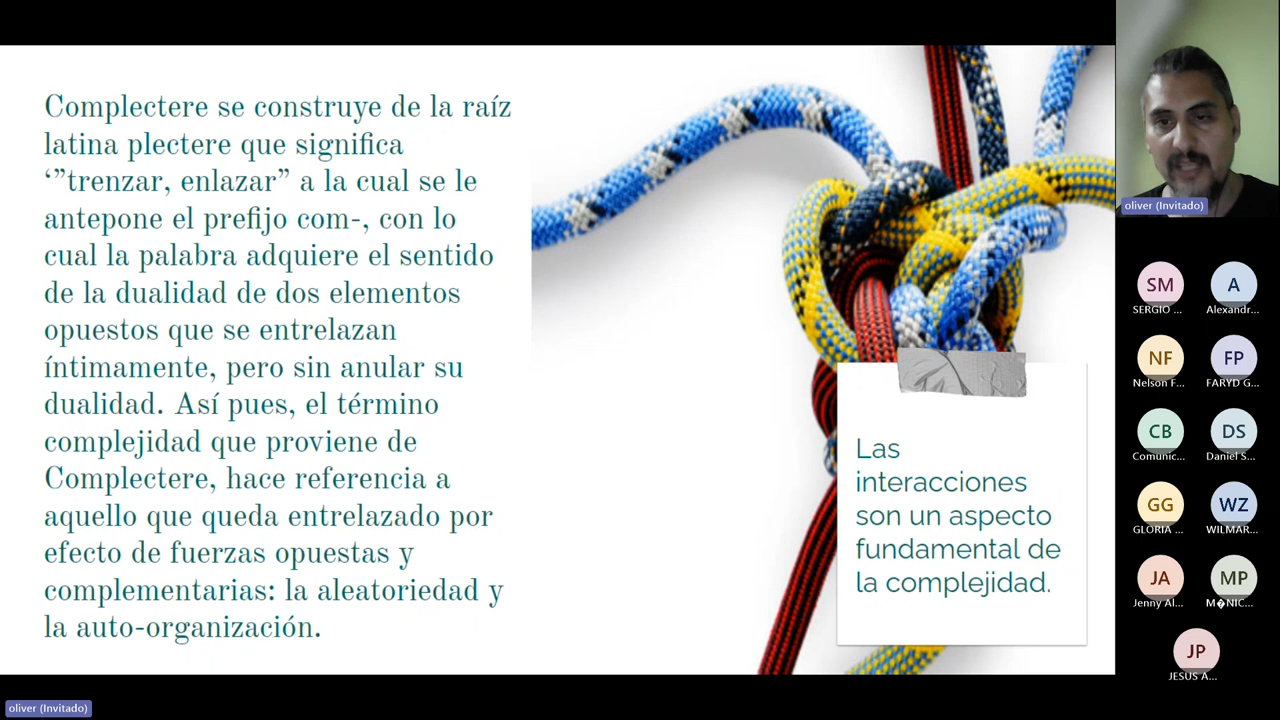 Complectere se construye de la raíz
latina plectere que significa
‘”trenzar, enlazar” a la cual se le
antepone el prefijo com-, con lo
cual la palabra adquiere el sentido
de la dualidad de dos elementos
opuestos que se entrelazan
íntimamente, pero sin anular su
dualidad. Así pues, el término
complejidad que proviene de
Complectere, hace referencia a
aquello que queda entrelazado por
efecto de fuerzas opuestas y
complementarias: la aleatoriedad y
la auto-organización.
Las
interacciones
son un aspecto
fundamental de
la complejidad.
oliver (Invitado)
SM
SERGIO ...
A
Alexandr...
NF
Nelson F...
FP
FARYD G...
CB
Comunic...
DS
Daniel S...
GG
GLORIA ...
WZ
WILMAR...
JA
Jenny Al...
MP
M�NIC...
JP
JESÚS A...
oliver (Invitado)